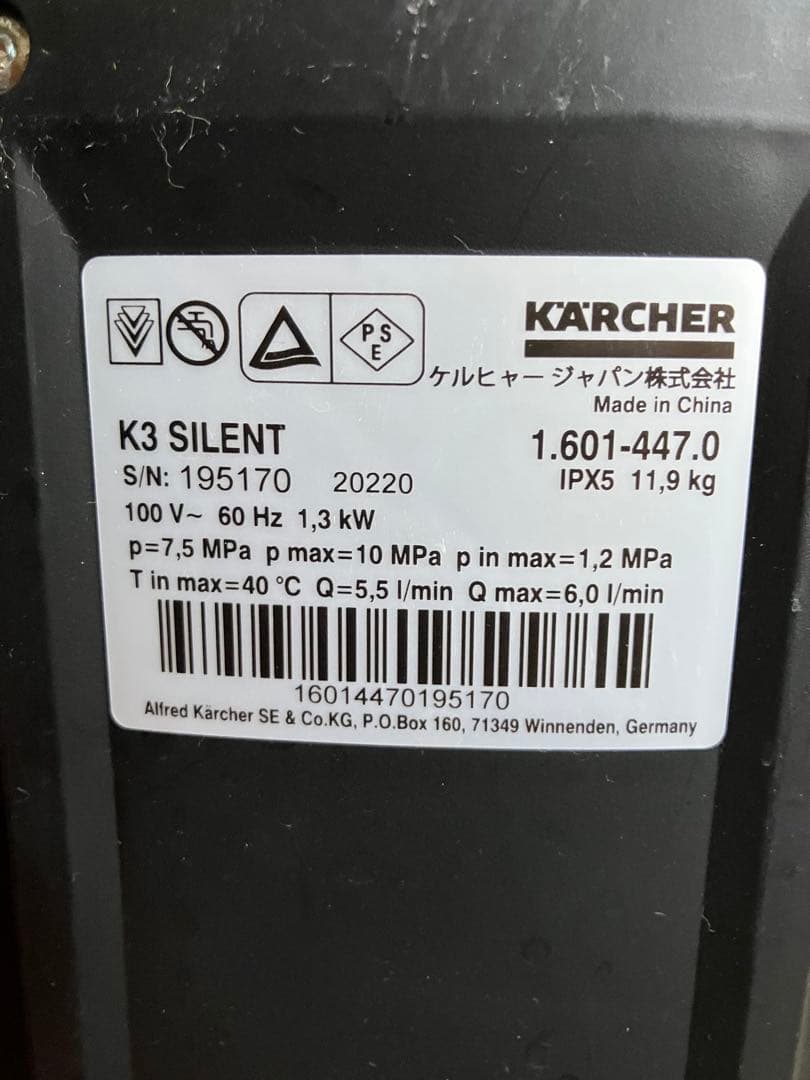 PSE
KÄRCHER
ケルヒャー ジャパン株式会社
Made in China
K3 SILENT 1.601-447.0
S/N: 195170 20220 IPX5 11,9 kg
100 V~ 60 Hz 1,3 kW
p=7,5 MPa p max=10 MPa p in max=1,2 MPa
T in max=40 °C Q=5,5 l/min Q max=6,0 l/min
16014470195170
Alfred Kärcher SE & Co.KG, P.O.Box 160, 71349 Winnenden, Germany